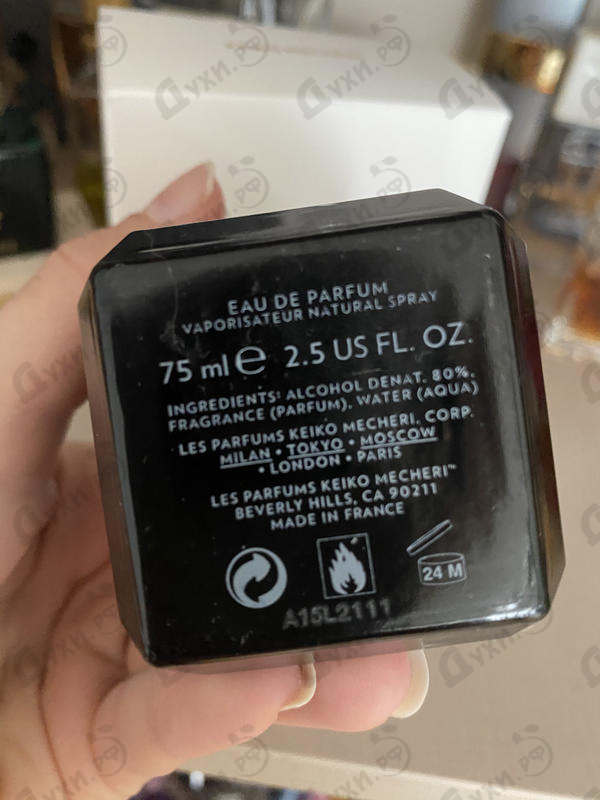 EAU DE PARFUM
VAPORISATEUR NATURAL SPRAY
75 ml e 2.5 US FL. OZ.
INGREDIENTS: ALCOHOL DENAT. 80%,
FRAGRANCE (PARFUM), WATER (AQUA)
LES PARFUMS KEIKO MECHERI, CORP.
MILAN • TOKYO • MOSCOW
• LONDON • PARIS
LES PARFUMS KEIKO MECHERI™
BEVERLY HILLS, CA 90211
MADE IN FRANCE
24 M
A15L2111
Духи.РФ